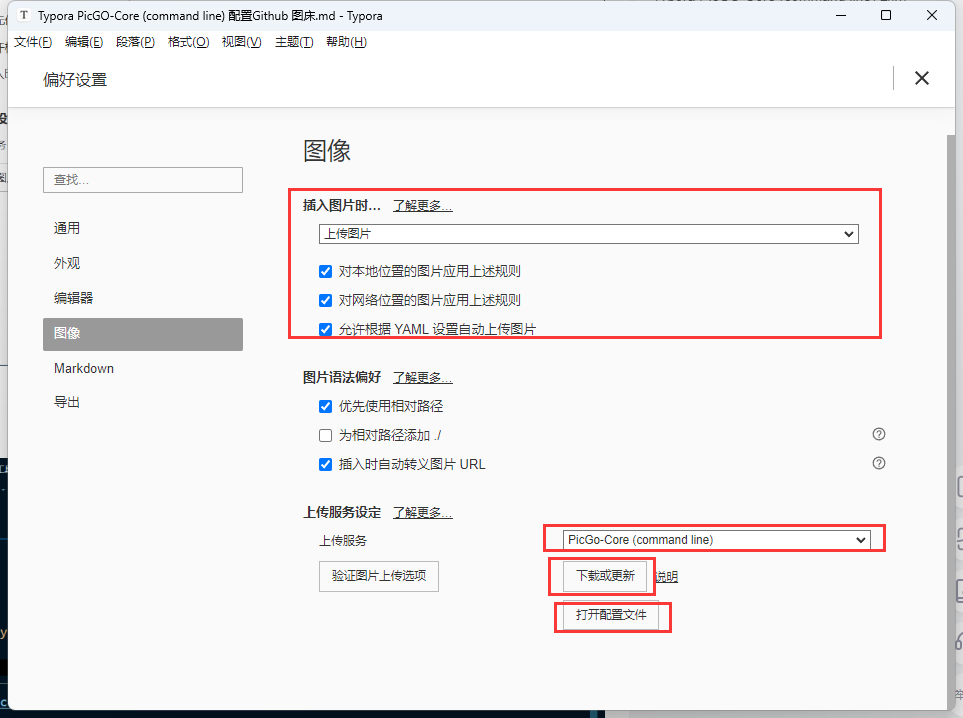 Typora PicGO-Core (command line) 配置Github 图床.md - Typora
文件(F) 编辑(E) 段落(P) 格式(O) 视图(V) 主题(T) 帮助(H)
偏好设置
查找...
通用
外观
编辑器
图像
Markdown
导出
图像
插入图片时... 了解更多...
上传图片
对本地位置的图片应用上述规则
对网络位置的图片应用上述规则
允许根据 YAML 设置自动上传图片
图片语法偏好 了解更多...
优先使用相对路径
为相对路径添加 ./
插入时自动转义图片 URL
上传服务设定 了解更多...
上传服务 PicGo-Core (command line)
验证图片上传选项 下载或更新 说明
打开配置文件